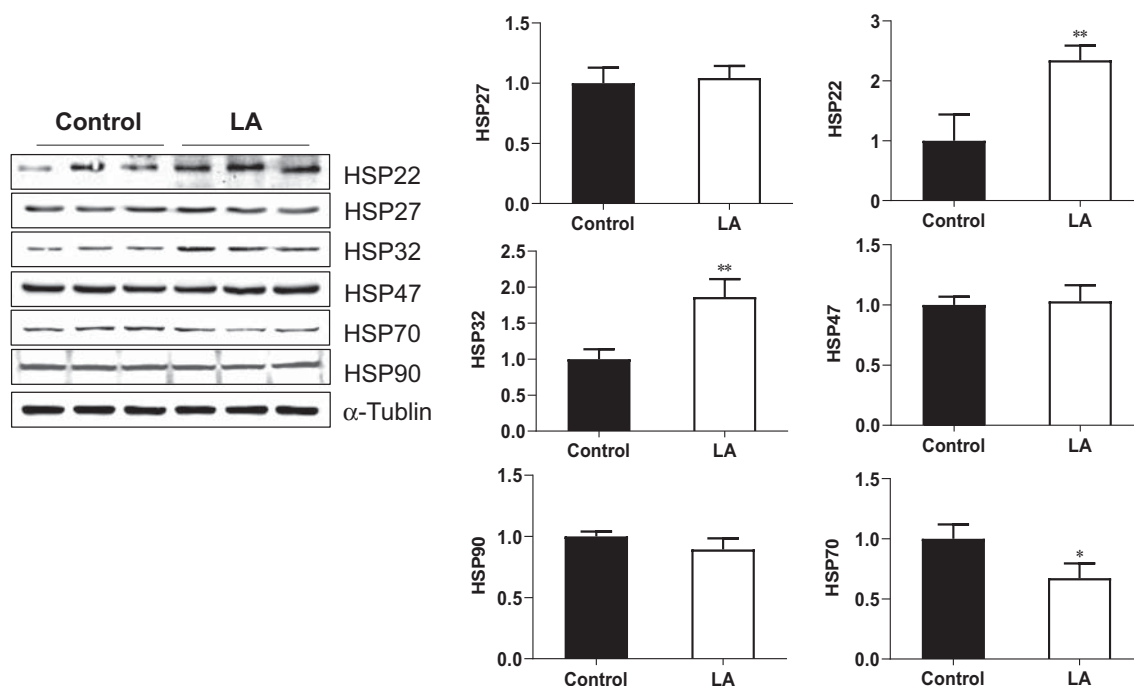 Control LA
HSP22
HSP27
HSP32
HSP47
HSP70
HSP90
α-Tublin
HSP27
1.5
1.0
0.5
0.0
Control LA
HSP22
3
2
1
0
**
Control LA
HSP32
2.5
2.0
1.5
1.0
0.5
0.0
**
Control LA
HSP47
1.5
1.0
0.5
0.0
Control LA
HSP90
1.5
1.0
0.5
0.0
Control LA
HSP70
1.5
1.0
0.5
0.0
*
Control LA